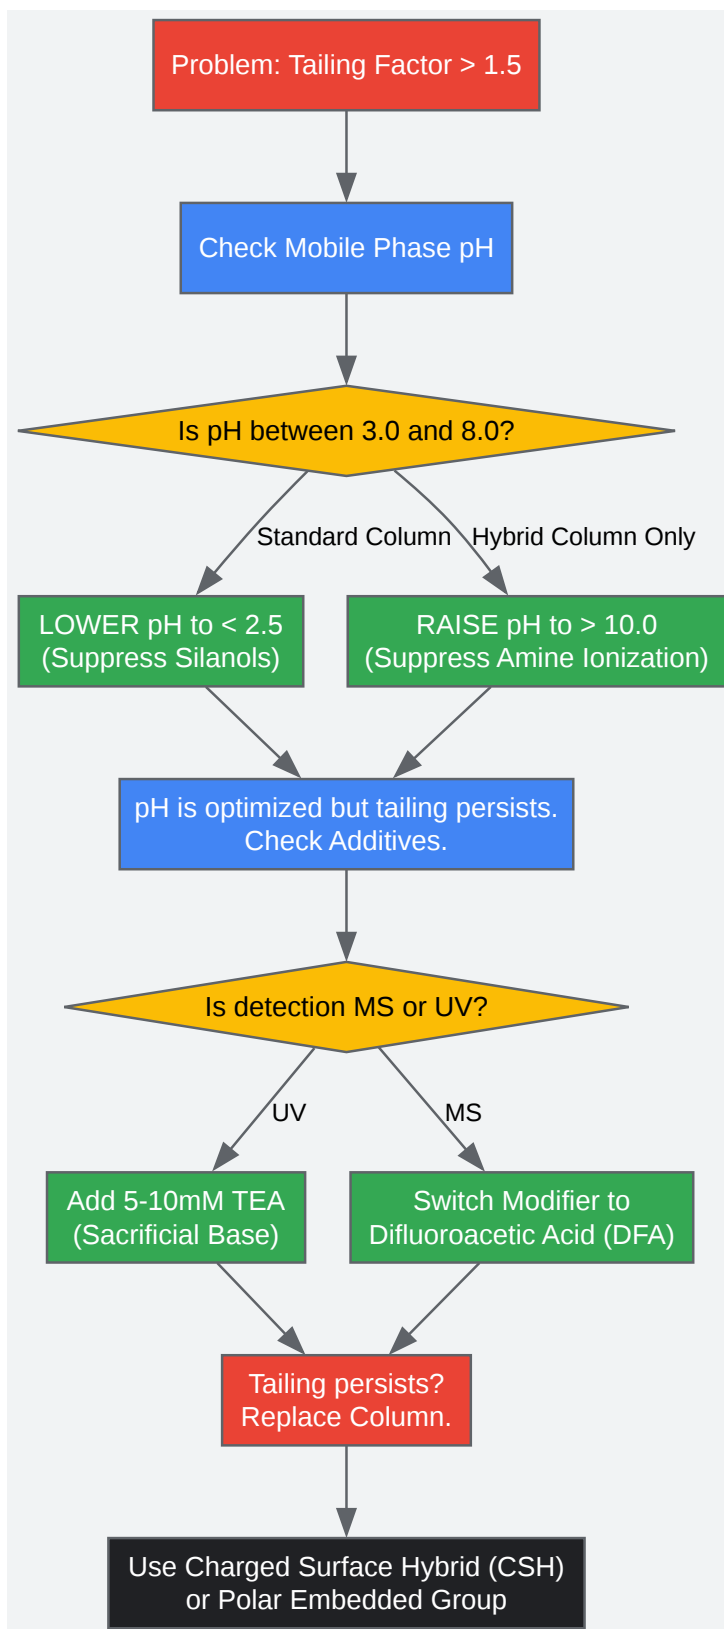 Problem: Tailing Factor > 1.5
Check Mobile Phase pH
Is pH between 3.0 and 8.0?
Standard Column
Hybrid Column Only
LOWER pH to < 2.5
(Suppress Silanols)
RAISE pH to > 10.0
(Suppress Amine Ionization)
pH is optimized but tailing persists.
Check Additives.
Is detection MS or UV?
UV
MS
Add 5-10mM TEA
(Sacrificial Base)
Switch Modifier to
Difluoroacetic Acid (DFA)
Tailing persists?
Replace Column.
Use Charged Surface Hybrid (CSH)
or Polar Embedded Group